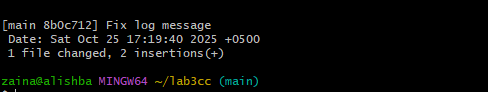 [main 8b0c712] Fix log message
 Date: Sat Oct 25 17:19:40 2025 +0500
 1 file changed, 2 insertions(+)
zaina@alishba MINGW64 ~/lab3cc (main)